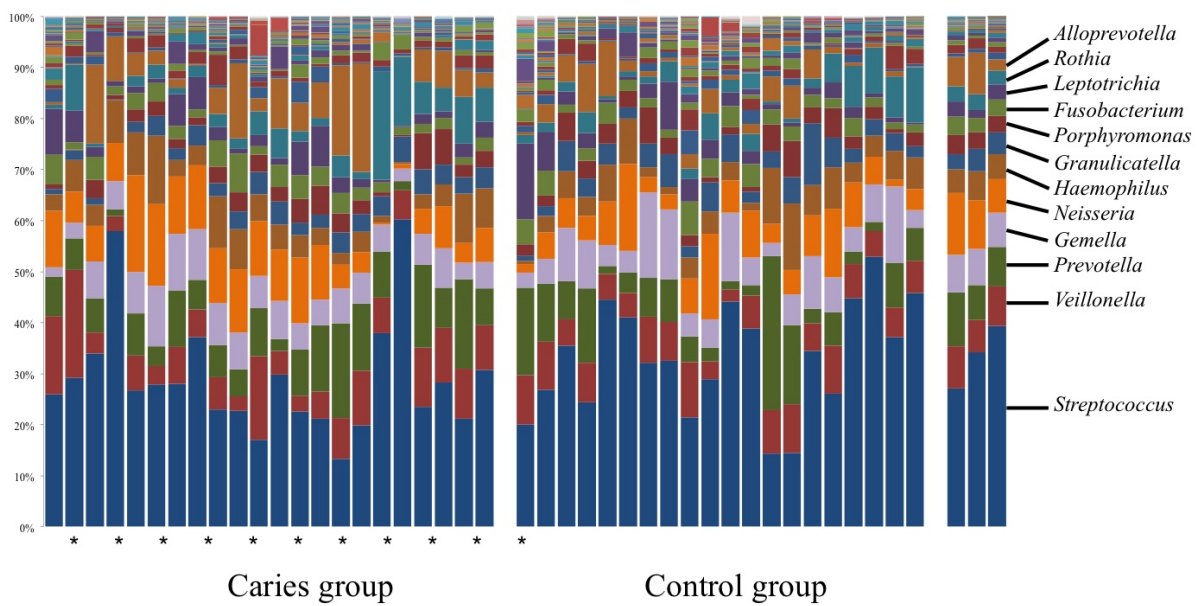 100%
90%
80%
70%
60%
50%
40%
30%
20%
10%
0%
Alloprevotella
Rothia
Leptotrichia
Fusobacterium
Porphyromonas
Granulicatella
Haemophilus
Neisseria
Gemella
Prevotella
Veillonella
Streptococcus
* * * * * * * * * * *
Caries group Control group